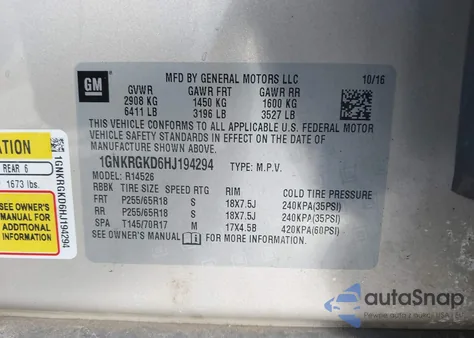 GM
MFD BY GENERAL MOTORS LLC 10/16
GVWR GAWR FRT GAWR RR
2908 KG 1450 KG 1600 KG
6411 LB 3196 LB 3527 LB
THIS VEHICLE CONFORMS TO ALL APPLICABLE U.S. FEDERAL MOTOR
VEHICLE SAFETY STANDARDS IN EFFECT ON THE DATE OF
MANUFACTURE SHOWN ABOVE.
1GNKRGKD6HJ194294 TYPE: M.P.V.
MODEL: R14526
RBBK TIRE SIZE SPEED RTG RIM COLD TIRE PRESSURE
FRT P255/65R18 S 18X7.5J 240KPA(35PSI)
RR P255/65R18 S 18X7.5J 240KPA(35PSI)
SPA T145/70R17 M 17X4.5B 420KPA(60PSI)
SEE OWNER'S MANUAL FOR MORE INFORMATION.
REAR 6
1673 lbs.
OWNER'S
MANUAL FOR
ADDITIONAL
INFORMATION
1GNKRGKD6HJ194294
autoSnap